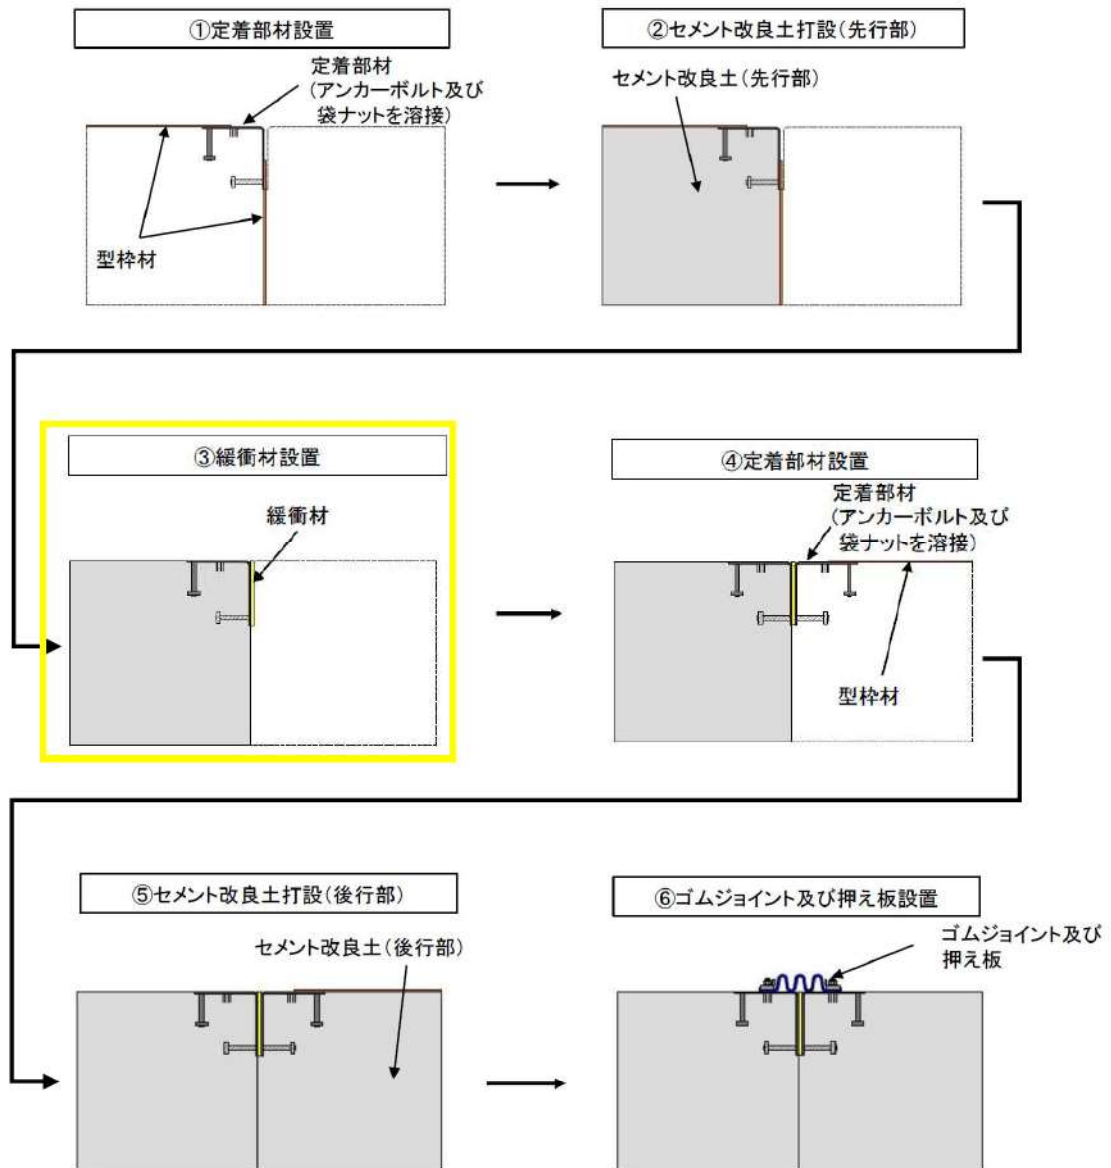 ①定着部材設置
定着部材
(アンカーボルト及び
袋ナットを溶接)
型枠材
②セメント改良土打設(先行部)
セメント改良土(先行部)
③緩衝材設置
緩衝材
④定着部材設置
定着部材
(アンカーボルト及び
袋ナットを溶接)
型枠材
⑤セメント改良土打設(後行部)
セメント改良土(後行部)
⑥ゴムジョイント及び押え板設置
ゴムジョイント及び
押え板